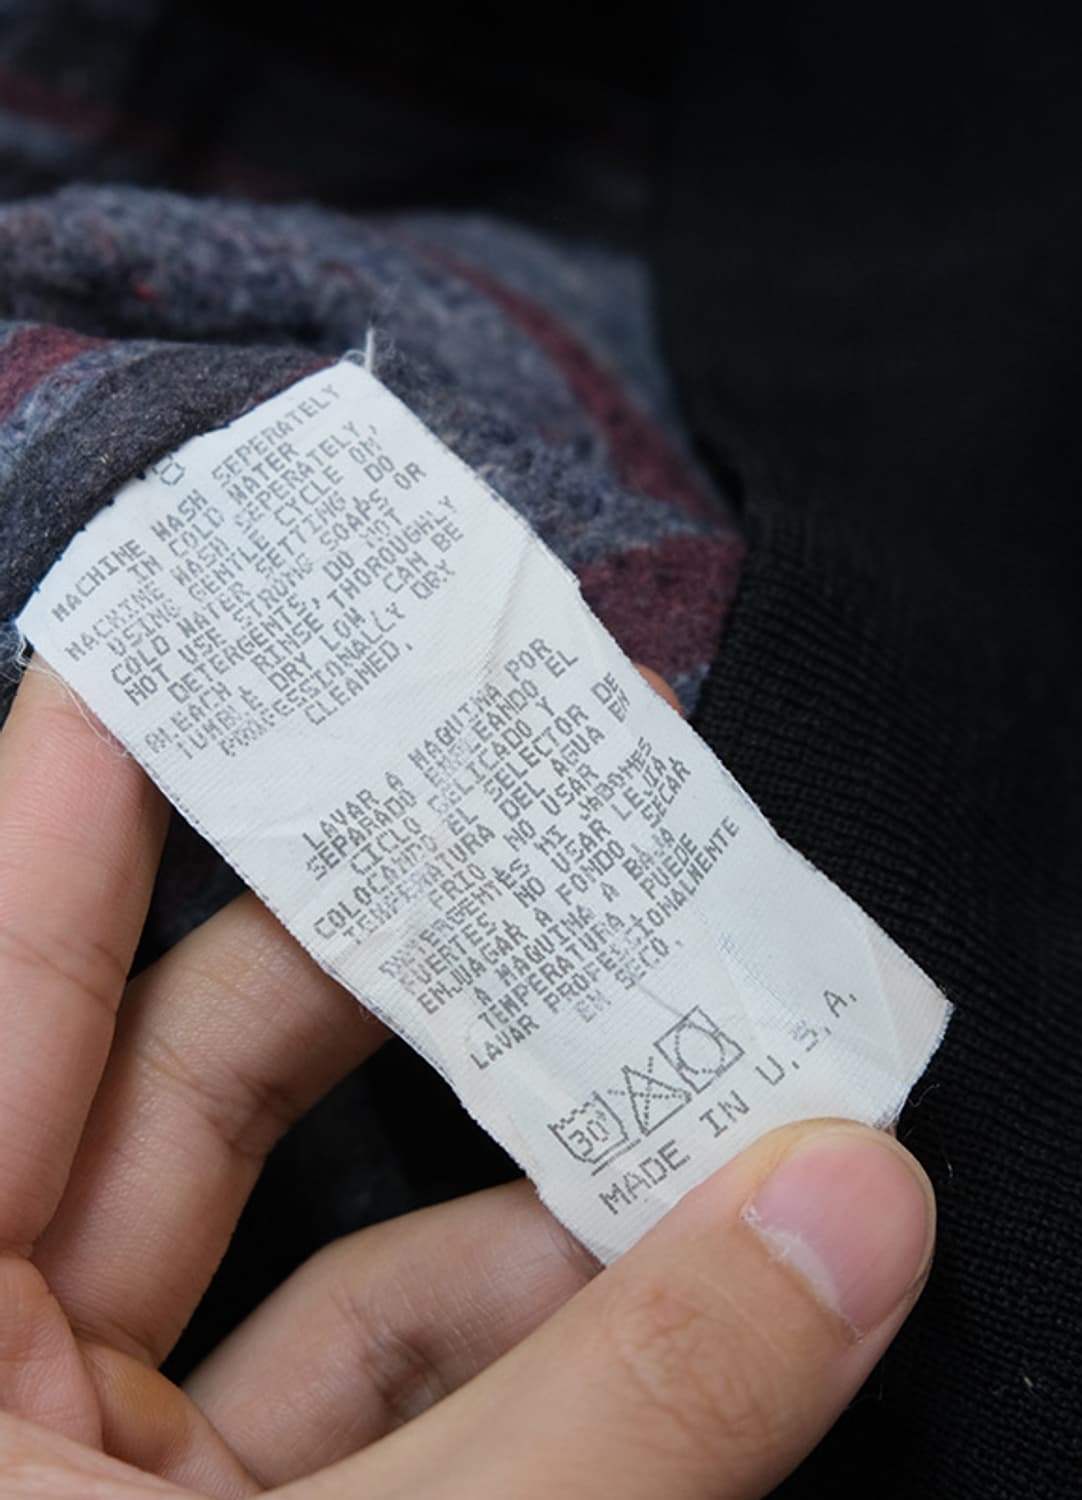 MACHINE WASH SEPERATELY
IN COLD WATER
MACHINE WASH SEPERATELY,
USING GENTLE CYCLE ON
COLD WATER SETTING DO
NOT USE STRONG SOAPS OR
DETERGENTS, DO NOT
BLEACH, RINSE THOROUGHLY
TUMBLE DRY LOW, CAN BE
PROFESSIONALLY DRY
CLEANED.
LAVAR A MAQUINA POR
SEPARADO EMPLEANDO EL
CICLO DELICADO Y
COLOCANDO EL SELECTOR DE
TEMPERATURA DEL AGUA EN
FRIO. NO USAR
DETERGENTES NI JABONES
FUERTES. NO USAR LEJIA
ENJUAGAR A FONDO SECAR
A MAQUINA A BAJA
TEMPERATURA. PUEDE
LAVAR PROFESIONALMENTE
EN SECO.
30°
MADE IN U.S.A.